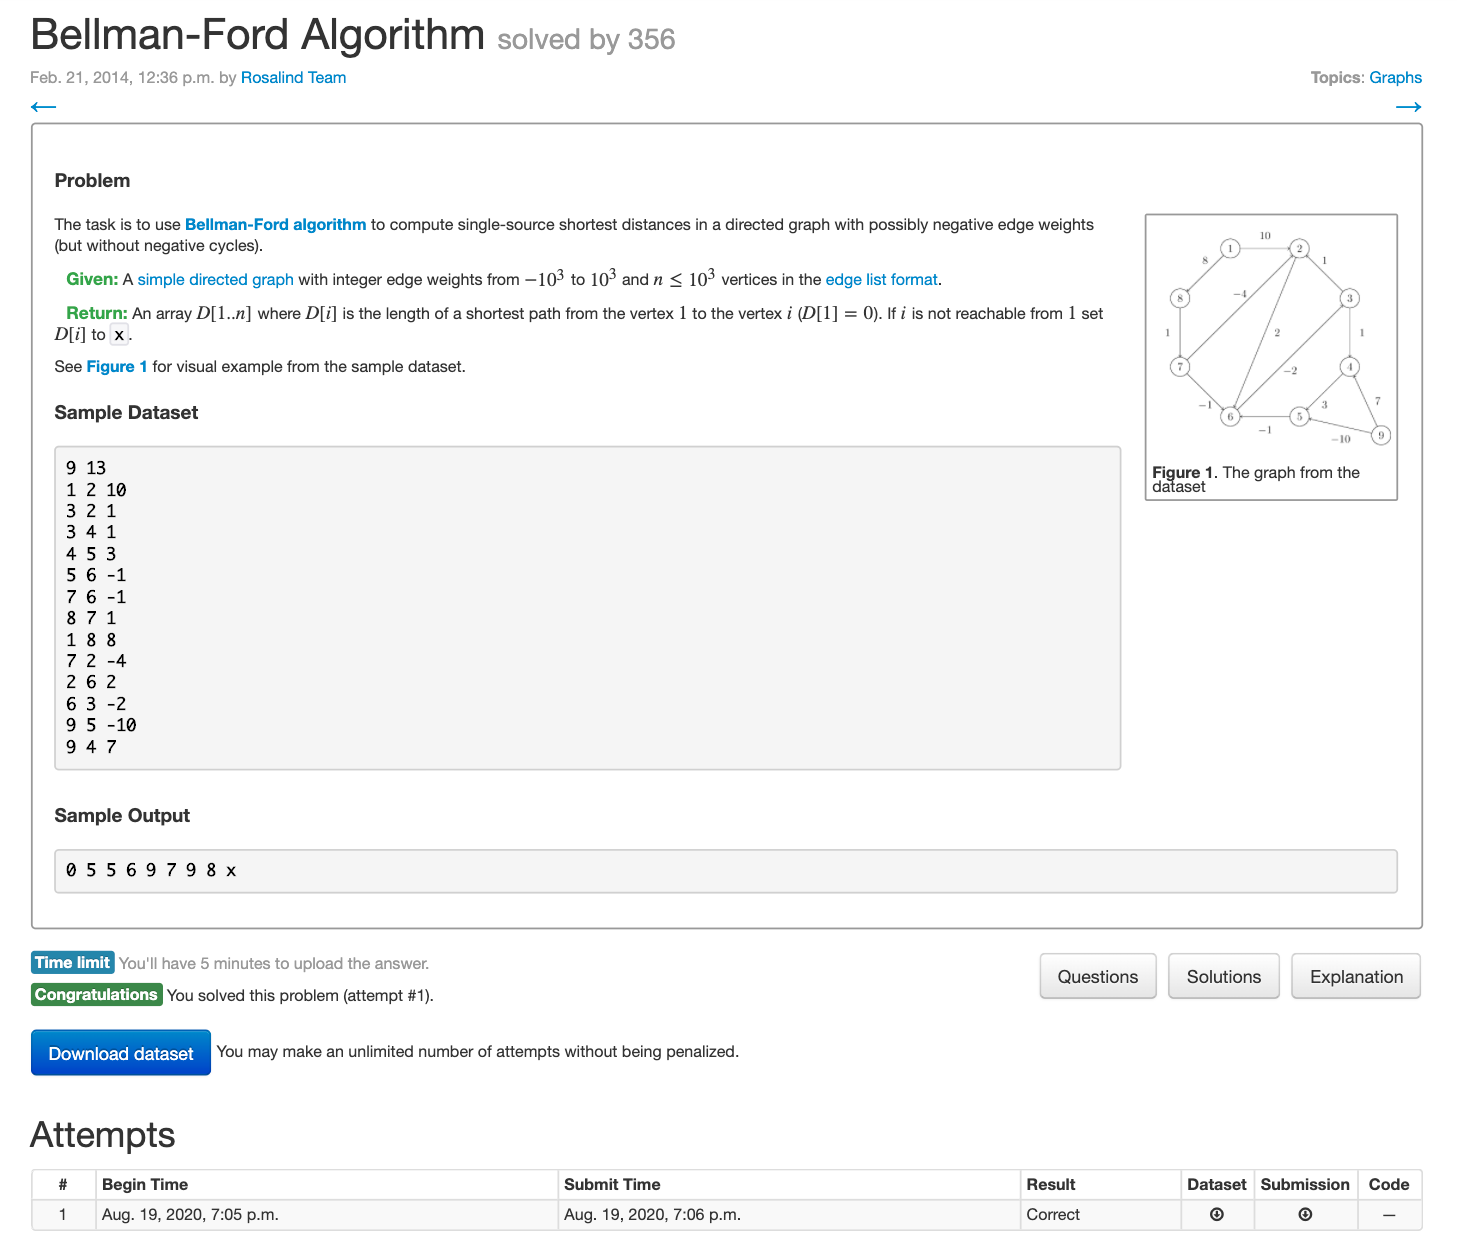 Bellman-Ford Algorithm solved by 356
Feb. 21, 2014, 12:36 p.m. by Rosalind Team
Topics: Graphs
←
→
Problem
The task is to use Bellman-Ford algorithm to compute single-source shortest distances in a directed graph with possibly negative edge weights
(but without negative cycles).
Given: A simple directed graph with integer edge weights from −10³ to 10³ and n ≤ 10³ vertices in the edge list format.
Return: An array D[1..n] where D[i] is the length of a shortest path from the vertex 1 to the vertex i (D[1] = 0). If i is not reachable from 1 set
D[i] to x.
See Figure 1 for visual example from the sample dataset.
10
1
2
8
1
8
−4
3
1
2
1
7
−2
4
−1
3
7
6
5
−1
−10
9
Figure 1. The graph from the
dataset
Sample Dataset
9 13
1 2 10
3 2 1
3 4 1
4 5 3
5 6 -1
7 6 -1
8 7 1
1 8 8
7 2 -4
2 6 2
6 3 -2
9 5 -10
9 4 7
Sample Output
0 5 5 6 9 7 9 8 x
Time limit You'll have 5 minutes to upload the answer.
Congratulations You solved this problem (attempt #1).
Questions
Solutions
Explanation
Download dataset You may make an unlimited number of attempts without being penalized.
Attempts
# Begin Time Submit Time Result Dataset Submission Code
1 Aug. 19, 2020, 7:05 p.m. Aug. 19, 2020, 7:06 p.m. Correct —